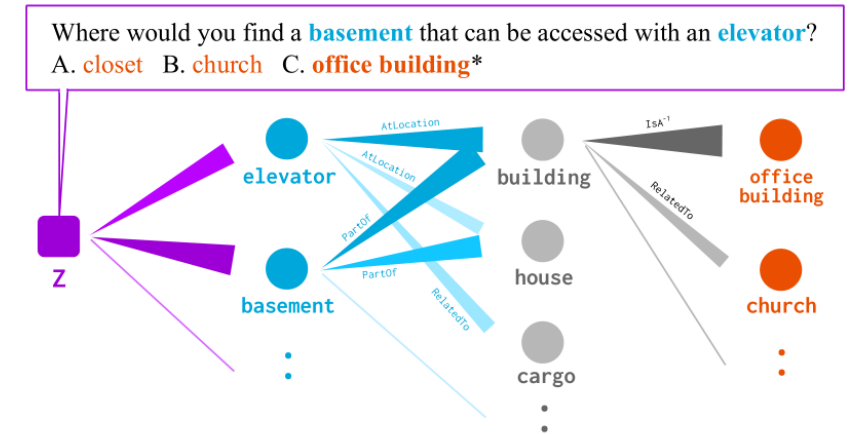 Where would you find a basement that can be accessed with an elevator?
A. closet B. church C. office building*
AtLocation
IsA⁻¹
AtLocation
elevator
building
office
building
RelatedTo
PartOf
Z
PartOf
house
basement
RelatedTo
church
cargo